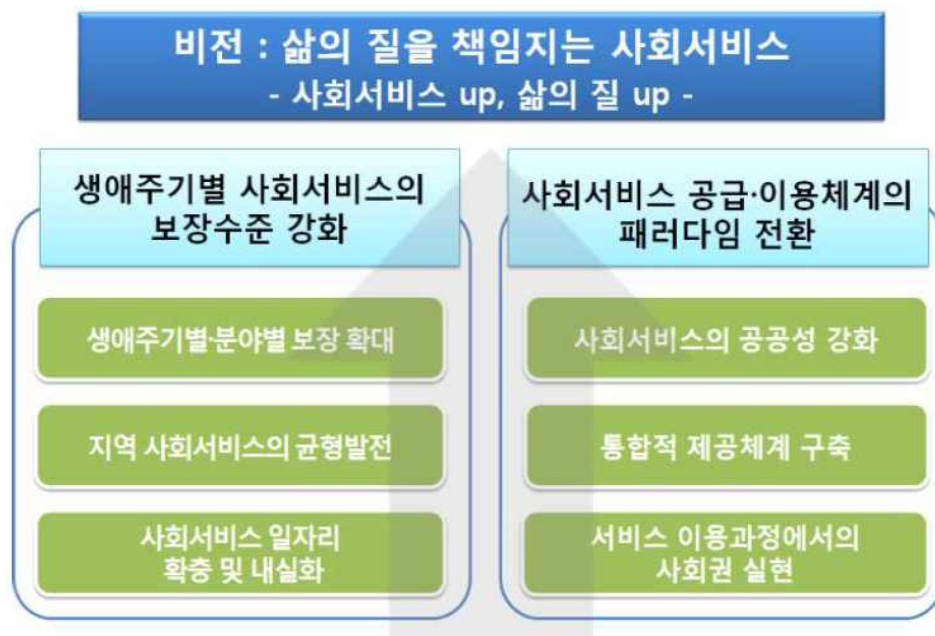 비전 : 삶의 질을 책임지는 사회서비스
- 사회서비스 up, 삶의 질 up -
생애주기별 사회서비스의
보장수준 강화
생애주기별·분야별 보장 확대
지역 사회서비스의 균형발전
사회서비스 일자리
확충 및 내실화
사회서비스 공급·이용체계의
패러다임 전환
사회서비스의 공공성 강화
통합적 제공체계 구축
서비스 이용과정에서의
사회권 실현